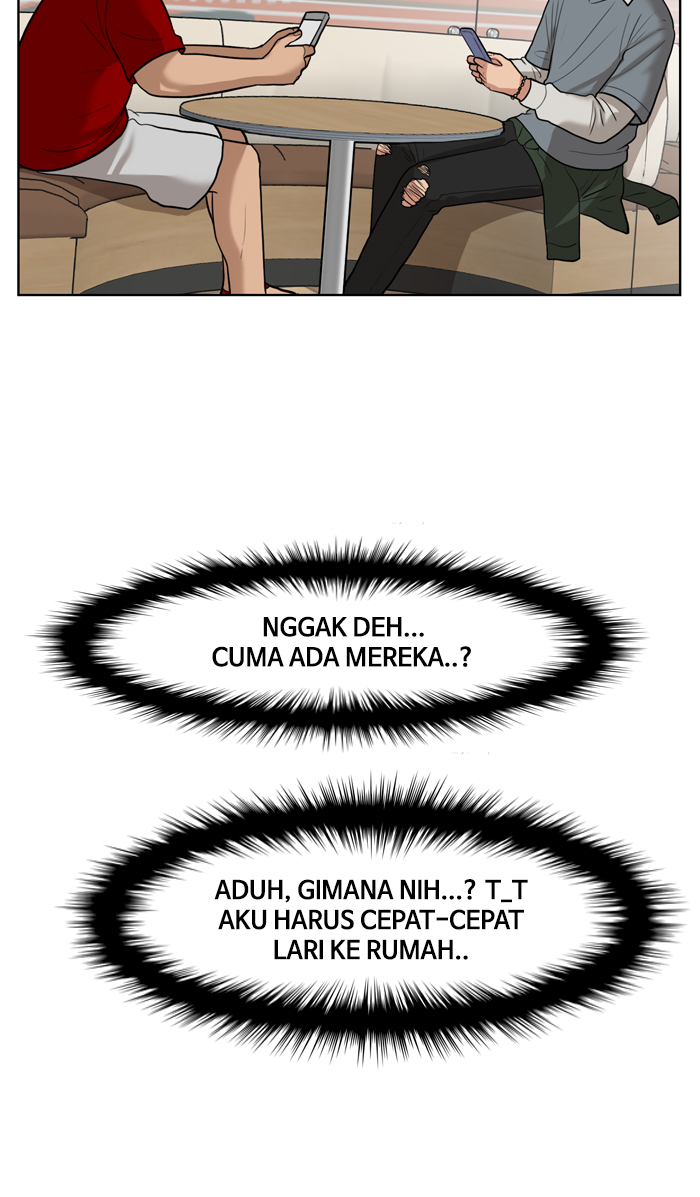 NGGAK DEH...
CUMA ADA MEREKA..?
ADUH, GIMANA NIH...? T_T
AKU HARUS CEPAT-CEPAT
LARI KE RUMAH..